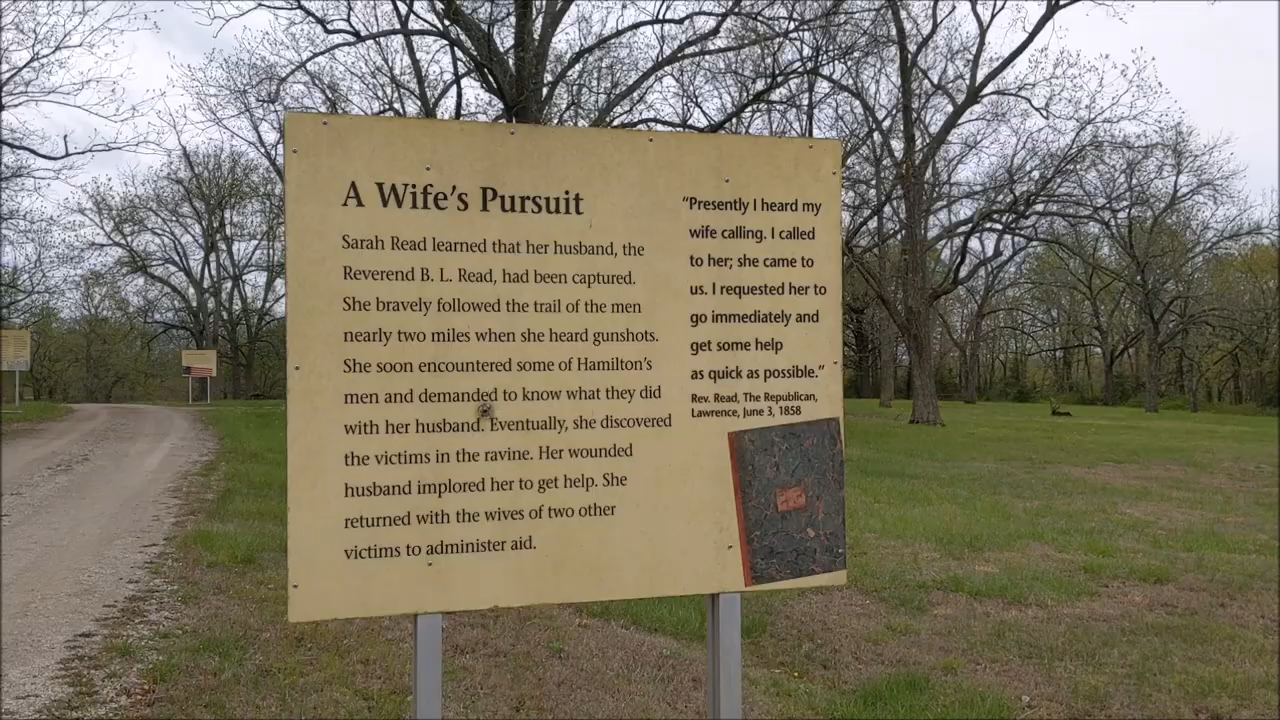 A Wife's Pursuit
Sarah Read learned that her husband, the
Reverend B. L. Read, had been captured.
She bravely followed the trail of the men
nearly two miles when she heard gunshots.
She soon encountered some of Hamilton's
men and demanded to know what they did
with her husband. Eventually, she discovered
the victims in the ravine. Her wounded
husband implored her to get help. She
returned with the wives of two other
victims to administer aid.
"Presently I heard my
wife calling. I called
to her; she came to
us. I requested her to
go immediately and
get some help
as quick as possible."
Rev. Read, The Republican,
Lawrence, June 3, 1858